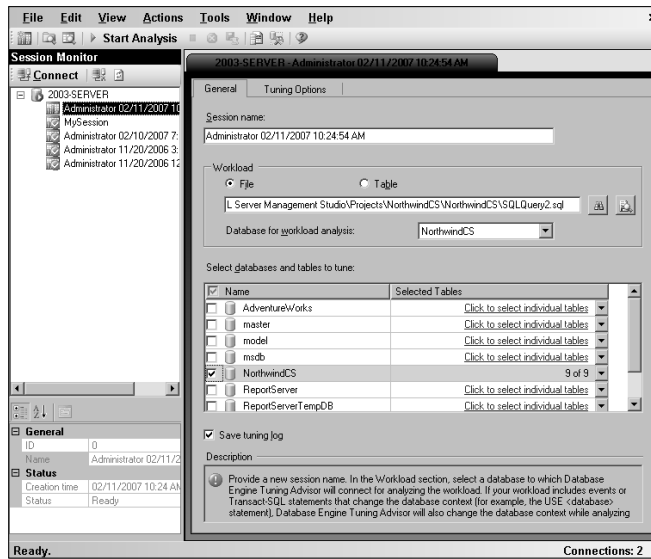 File Edit View Actions Tools Window Help
Start Analysis
Session Monitor
Connect
2003-SERVER
Administrator 02/11/2007 10
MySession
Administrator 02/10/2007 7:
Administrator 11/20/2006 3:
Administrator 11/20/2006 12
General
ID 0
Name Administrator 02/11/2
Status
Creation time 02/11/2007 10:24 AM
Status Ready
2003-SERVER - Administrator 02/11/2007 10:24:54 AM
General Tuning Options
Session name:
Administrator 02/11/2007 10:24:54 AM
Workload
File Table
L Server Management Studio\Projects\NorthwindCS\NorthwindCS\SQLQuery2.sql
Database for workload analysis: NorthwindCS
Select databases and tables to tune:
Name Selected Tables
AdventureWorks Click to select individual tables
master Click to select individual tables
model Click to select individual tables
msdb Click to select individual tables
NorthwindCS 9 of 9
ReportServer Click to select individual tables
ReportServerTempDB Click to select individual tables
Save tuning log
Description
Provide a new session name. In the Workload section, select a database to which Database
Engine Tuning Advisor will connect for analyzing the workload. If your workload includes events or
Transact-SQL statements that change the database context (for example, the USE <database>
statement), Database Engine Tuning Advisor will also change the database context while analyzing
Ready. Connections: 2